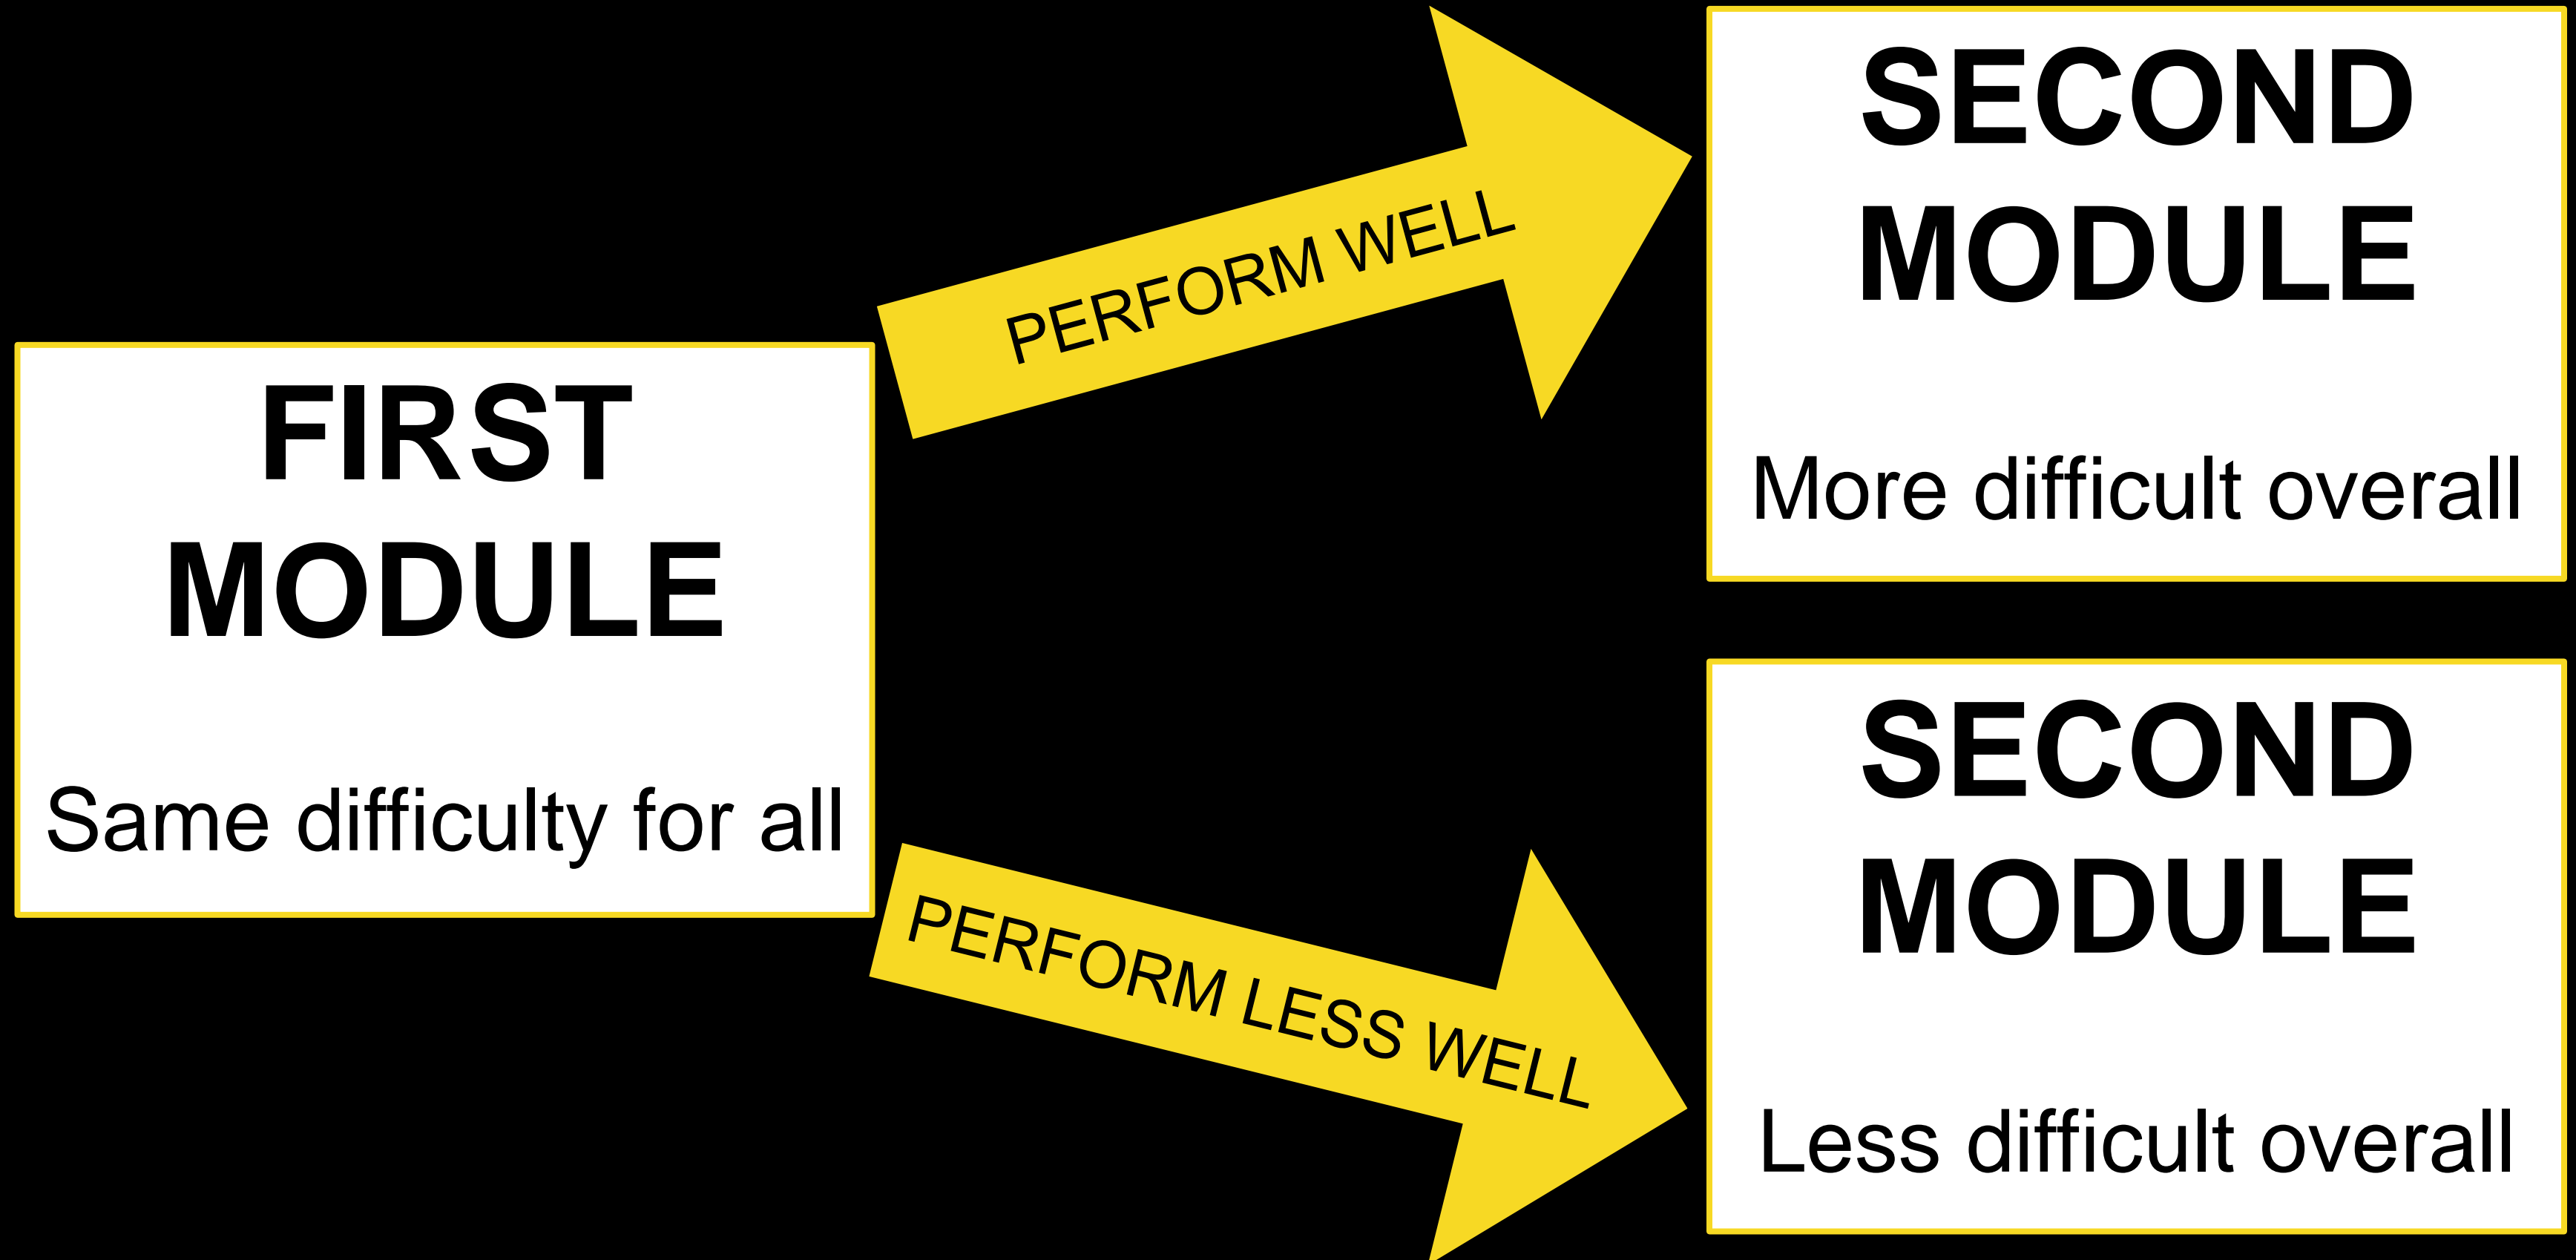 FIRST
MODULE
Same difficulty for all
PERFORM WELL
SECOND
MODULE
More difficult overall
PERFORM LESS WELL
SECOND
MODULE
Less difficult overall